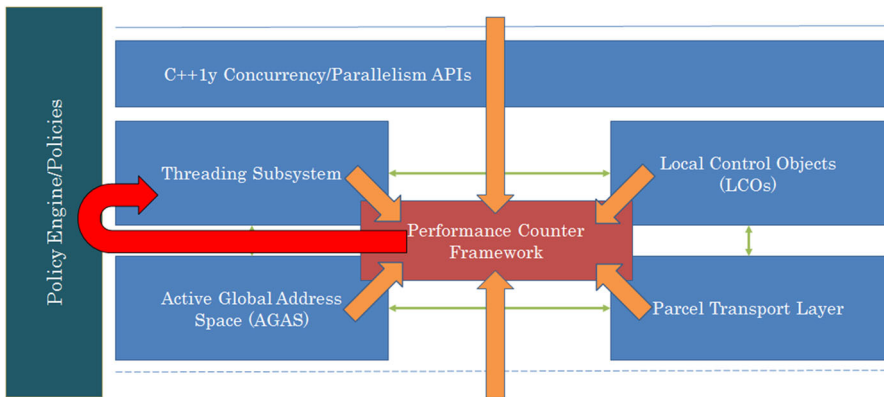 Policy Engine/Policies
C++1y Concurrency/Parallelism APIs
Threading Subsystem
Local Control Objects
(LCOs)
Performance Counter
Framework
Active Global Address
Space (AGAS)
Parcel Transport Layer